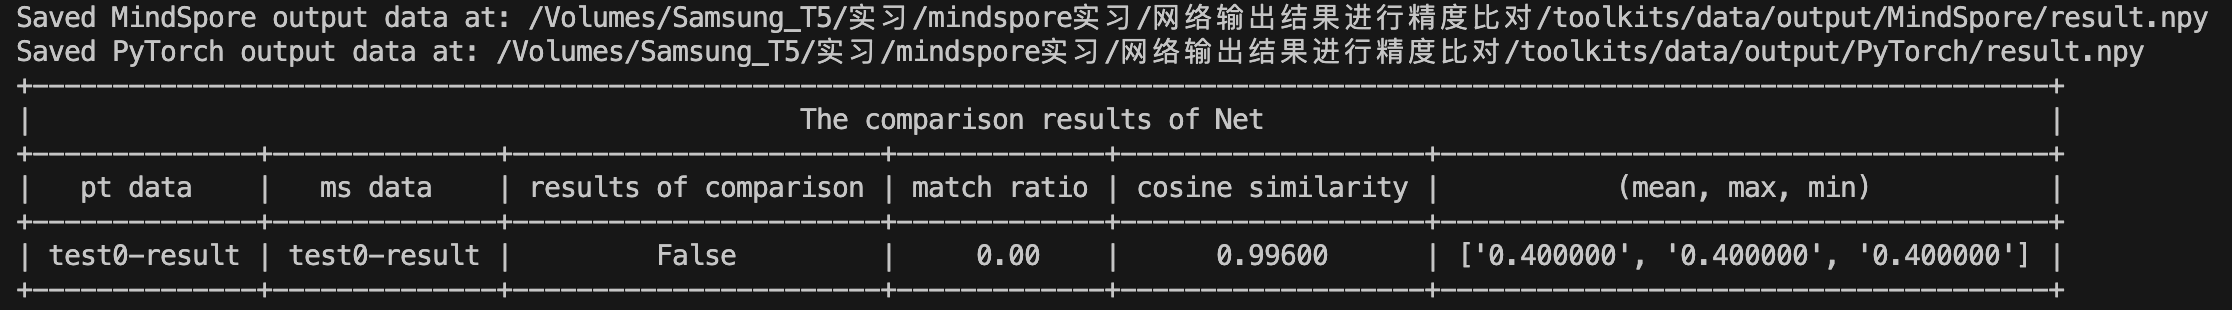 Saved MindSpore output data at: /Volumes/Samsung_T5/实习/mindspore实习/网络输出结果进行精度比对/toolkits/data/output/MindSpore/result.npy
Saved PyTorch output data at: /Volumes/Samsung_T5/实习/mindspore实习/网络输出结果进行精度比对/toolkits/data/output/PyTorch/result.npy
The comparison results of Net
| pt data | ms data | results of comparison | match ratio | cosine similarity | (mean, max, min) |
| test0-result | test0-result | False | 0.00 | 0.99600 | ['0.400000', '0.400000', '0.400000'] |